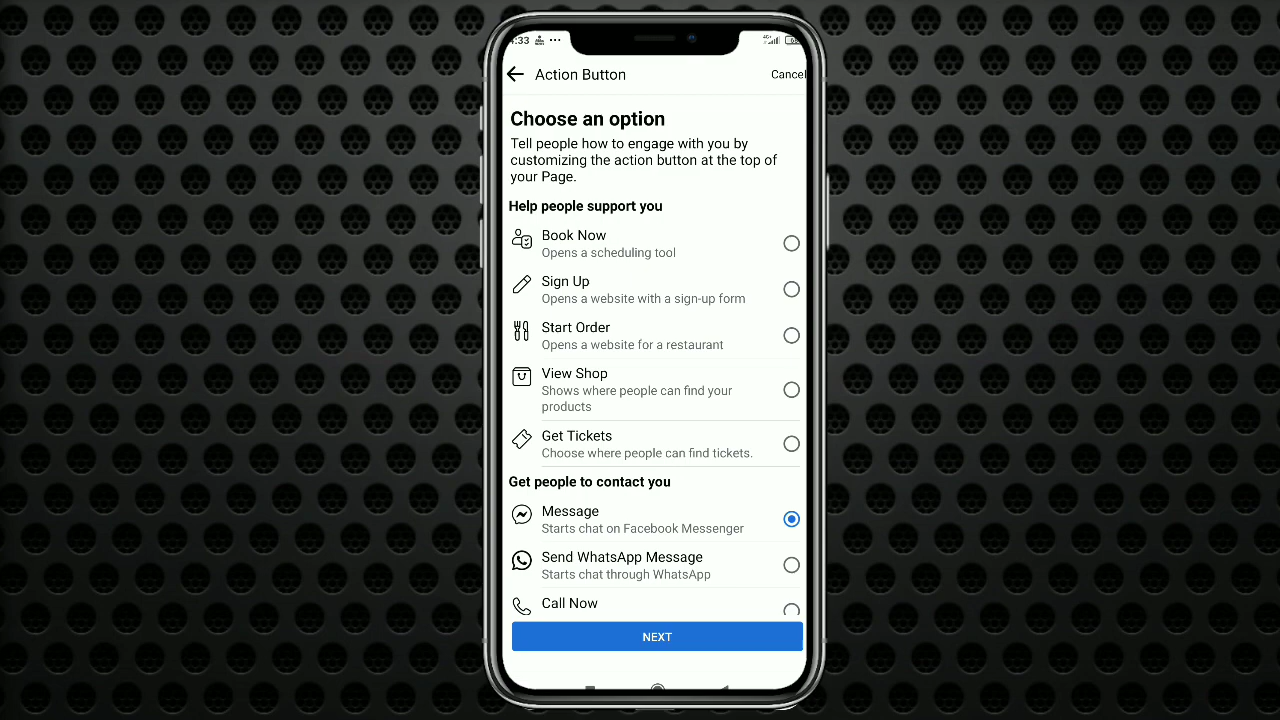 :33
Action Button
Cancel
Choose an option
Tell people how to engage with you by
customizing the action button at the top of
your Page.
Help people support you
Book Now
Opens a scheduling tool
Sign Up
Opens a website with a sign-up form
Start Order
Opens a website for a restaurant
View Shop
Shows where people can find your
products
Get Tickets
Choose where people can find tickets.
Get people to contact you
Message
Starts chat on Facebook Messenger
Send WhatsApp Message
Starts chat through WhatsApp
Call Now
NEXT